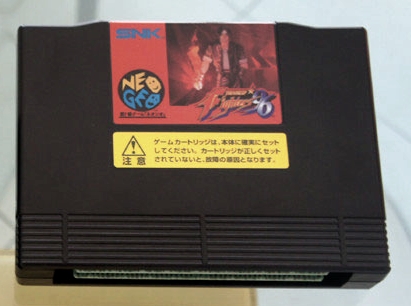 SNK
NEO
GEO
'96
注意
ゲームカートリッジは、本体に確実にセット
してください。カートリッジが正しくセット
されていないと、故障の原因となります。